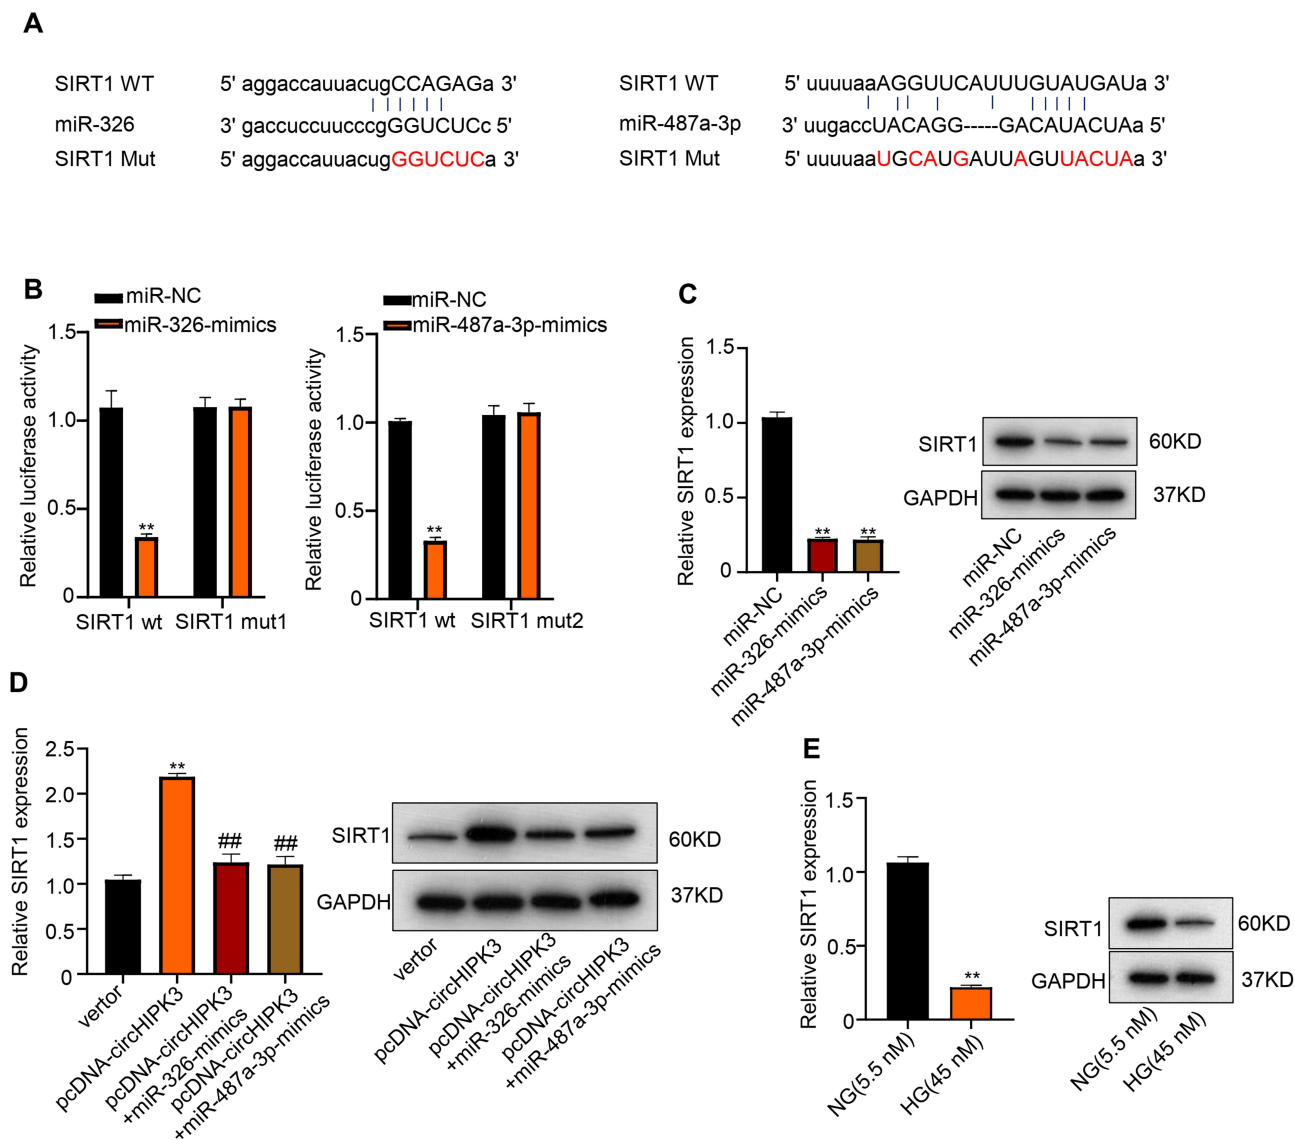 A
SIRT1 WT 5' aggaccauuacugCCAGAGa 3'
miR-326 3' gaccuccuucccgGGUCUCc 5'
SIRT1 Mut 5' aggaccauuacugGGUCUCa 3'
SIRT1 WT 5' uuuuaaAGGUUCAUUUGUAUGAUa 3'
miR-487a-3p 3' uugaccUACAGG-----GACAUACUAa 5'
SIRT1 Mut 5' uuuuaaUGCAUGAUUAGUUACUAa 3'
B
miR-NC
miR-326-mimics
Relative luciferase activity
1.5
1.0
0.5
0
**
SIRT1 wt SIRT1 mut1
miR-NC
miR-487a-3p-mimics
Relative luciferase activity
1.5
1.0
0.5
0
**
SIRT1 wt SIRT1 mut2
C
Relative SIRT1 expression
1.5
1.0
0.5
0
** **
miR-NC
miR-326-mimics
miR-487a-3p-mimics
SIRT1 60KD
GAPDH 37KD
miR-NC
miR-326-mimics
miR-487a-3p-mimics
D
Relative SIRT1 expression
2.5
2.0
1.5
1.0
0.5
0
**
## ##
vertor
pcDNA-circHIPK3
pcDNA-circHIPK3
+miR-326-mimics
pcDNA-circHIPK3
+miR-487a-3p-mimics
SIRT1 60KD
GAPDH 37KD
vertor
pcDNA-circHIPK3
pcDNA-circHIPK3
+miR-326-mimics
pcDNA-circHIPK3
+miR-487a-3p-mimics
E
Relative SIRT1 expression
1.5
1.0
0.5
0
**
NG(5.5 nM)
HG(45 nM)
SIRT1 60KD
GAPDH 37KD
NG(5.5 nM)
HG(45 nM)